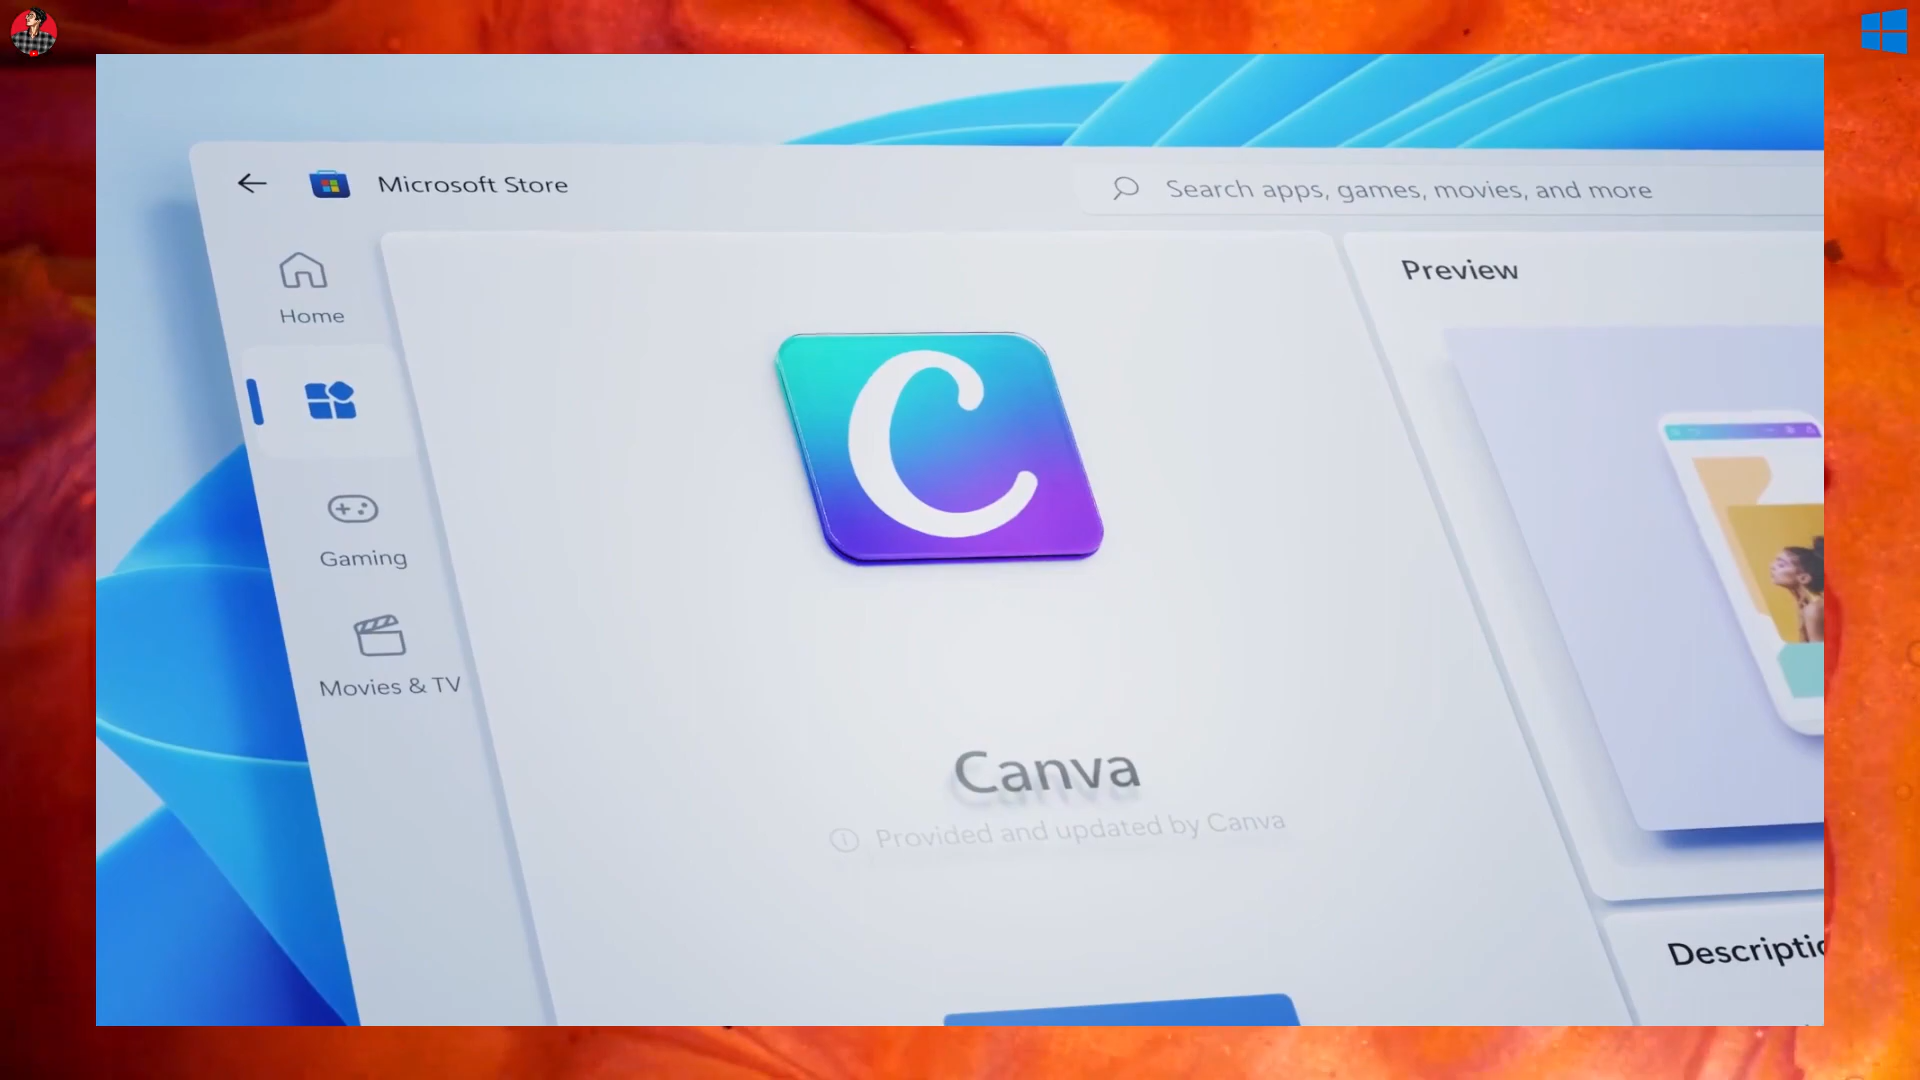 Microsoft Store
Search apps, games, movies, and more
Home
Preview
Gaming
Movies & TV
C
Canva
Provided and updated by Canva
Descriptio